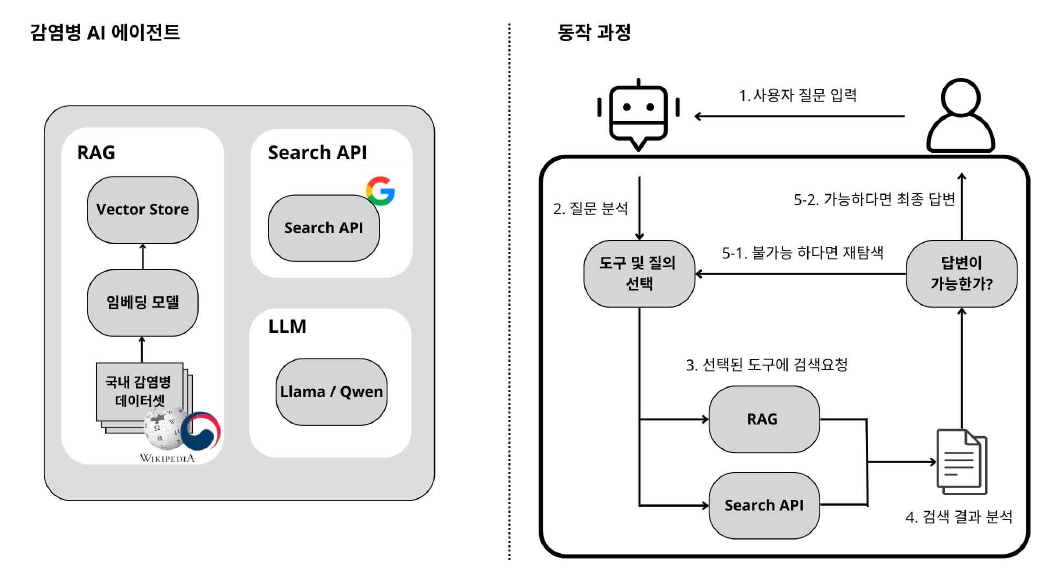 감염병 AI 에이전트
RAG
Vector Store
임베딩 모델
국내 감염병
데이터셋
WIKIPEDIA
Search API
Search API
LLM
Llama / Qwen
동작 과정
1.사용자 질문 입력
2. 질문 분석
도구 및 질의
선택
3. 선택된 도구에 검색요청
RAG
Search API
4. 검색 결과 분석
답변이
가능한가?
5-1. 불가능 하다면 재탐색
5-2. 가능하다면 최종 답변